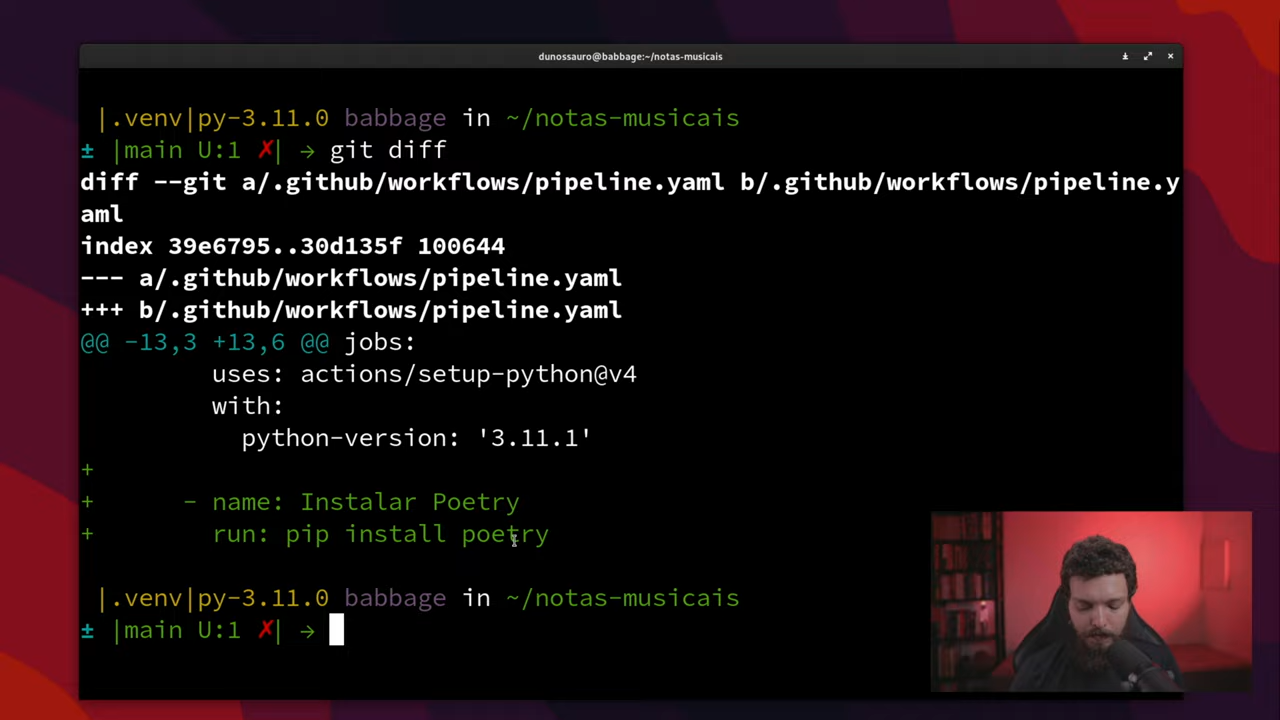 dunossauro@babbage:~/notas-musicais
|.venv|py-3.11.0 babbage in ~/notas-musicais
± |main U:1 ✗| → git diff
diff --git a/.github/workflows/pipeline.yaml b/.github/workflows/pipeline.y
aml
index 39e6795..30d135f 100644
--- a/.github/workflows/pipeline.yaml
+++ b/.github/workflows/pipeline.yaml
@@ -13,3 +13,6 @@ jobs:
         uses: actions/setup-python@v4
         with:
           python-version: '3.11.1'
+
+      - name: Instalar Poetry
+        run: pip install poetry
|.venv|py-3.11.0 babbage in ~/notas-musicais
± |main U:1 ✗| →